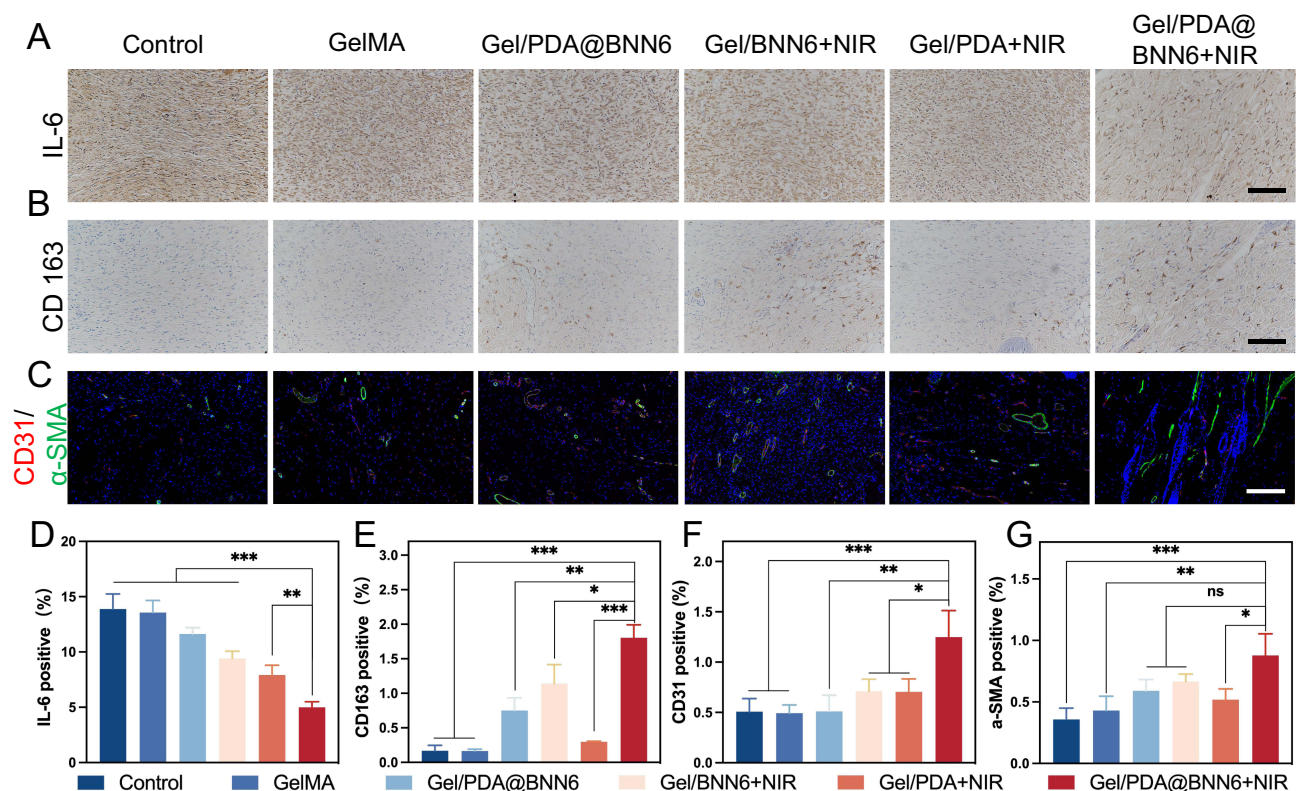 A
Control
GelMA
Gel/PDA@BNN6
Gel/BNN6+NIR
Gel/PDA+NIR
Gel/PDA@
BNN6+NIR
IL-6
B
CD 163
C
CD31/
α-SMA
D
IL-6 positive (%)
20
15
10
5
0
***
**
E
CD163 positive (%)
3.0
2.5
2.0
1.5
1.0
0.5
0.0
***
**
*
***
F
CD31 positive (%)
2.0
1.5
1.0
0.5
0.0
***
**
*
G
a-SMA positive (%)
1.5
1.0
0.5
0.0
***
**
ns
*
Control
GelMA
Gel/PDA@BNN6
Gel/BNN6+NIR
Gel/PDA+NIR
Gel/PDA@BNN6+NIR